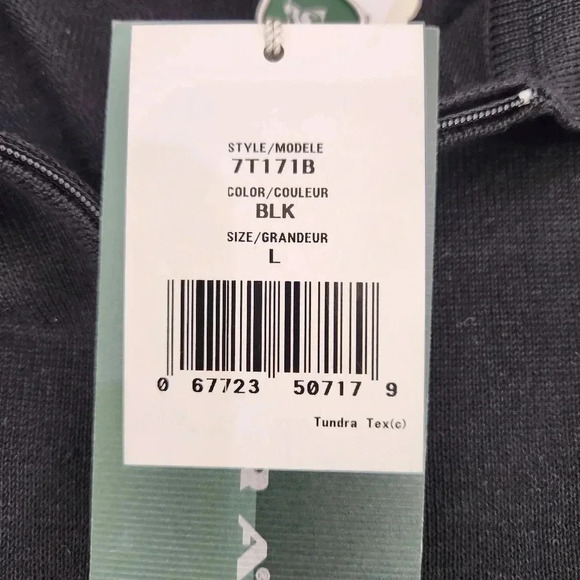 STYLE/MODELE
7T171B
COLOR/COULEUR
BLK
SIZE/GRANDEUR
L
0 67723 50717 9
Tundra Tex(c)
R A®